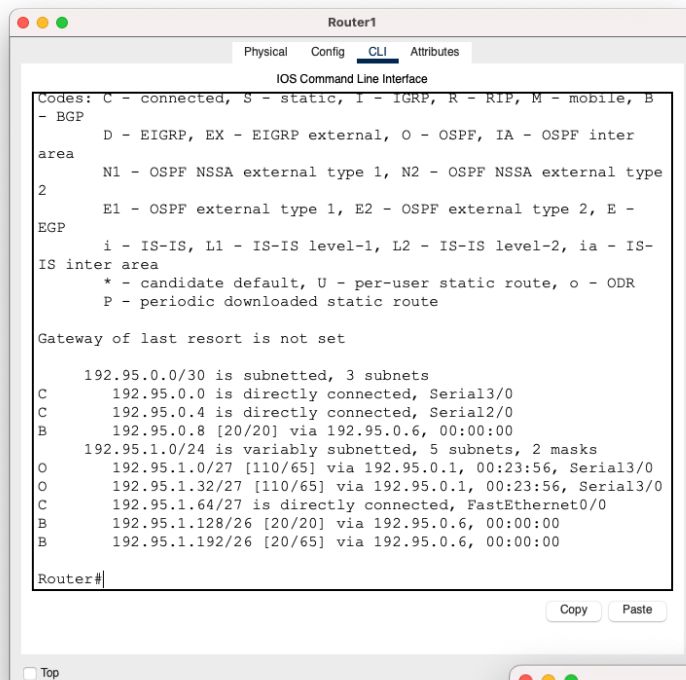 Router1
Physical Config CLI Attributes
IOS Command Line Interface
Codes: C - connected, S - static, I - IGRP, R - RIP, M - mobile, B
- BGP
D - EIGRP, EX - EIGRP external, O - OSPF, IA - OSPF inter
area
N1 - OSPF NSSA external type 1, N2 - OSPF NSSA external type
2
E1 - OSPF external type 1, E2 - OSPF external type 2, E -
EGP
i - IS-IS, L1 - IS-IS level-1, L2 - IS-IS level-2, ia - IS-
IS inter area
* - candidate default, U - per-user static route, o - ODR
P - periodic downloaded static route
Gateway of last resort is not set
192.95.0.0/30 is subnetted, 3 subnets
C 192.95.0.0 is directly connected, Serial3/0
C 192.95.0.4 is directly connected, Serial2/0
B 192.95.0.8 [20/20] via 192.95.0.6, 00:00:00
192.95.1.0/24 is variably subnetted, 5 subnets, 2 masks
O 192.95.1.0/27 [110/65] via 192.95.0.1, 00:23:56, Serial3/0
O 192.95.1.32/27 [110/65] via 192.95.0.1, 00:23:56, Serial3/0
C 192.95.1.64/27 is directly connected, FastEthernet0/0
B 192.95.1.128/26 [20/20] via 192.95.0.6, 00:00:00
B 192.95.1.192/26 [20/65] via 192.95.0.6, 00:00:00
Router#
Copy Paste
Top